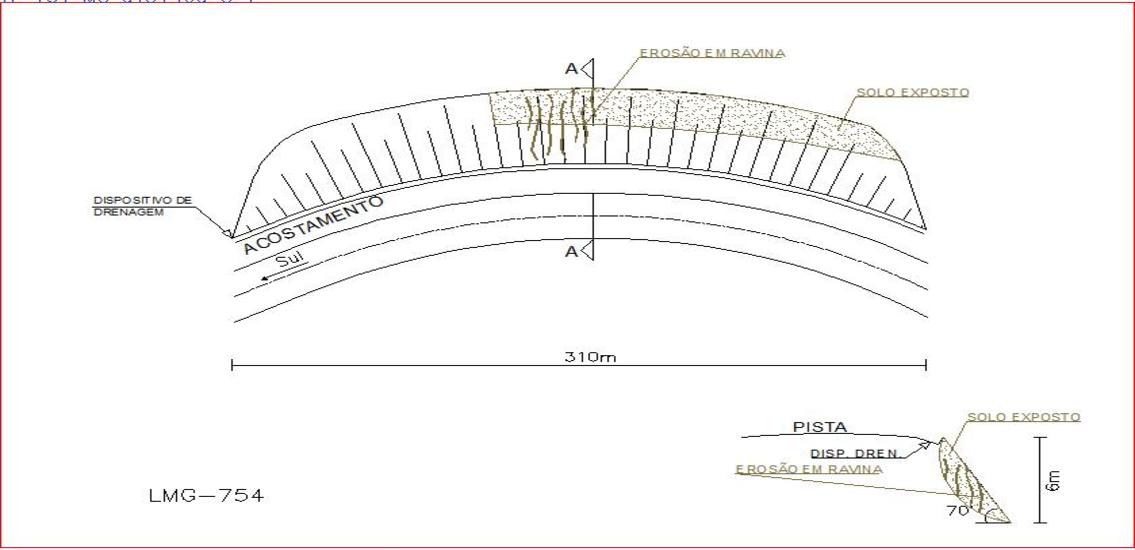 A
EROSÃO EM RAVINA
SOLO EXPOSTO
DISPOSITIVO DE
DRENAGEM
ACOSTAMENTO
Sul
A
310m
PISTA
SOLO EXPOSTO
DISP. DREN.
EROSÃO EM RAVINA
6m
70
LMG-754